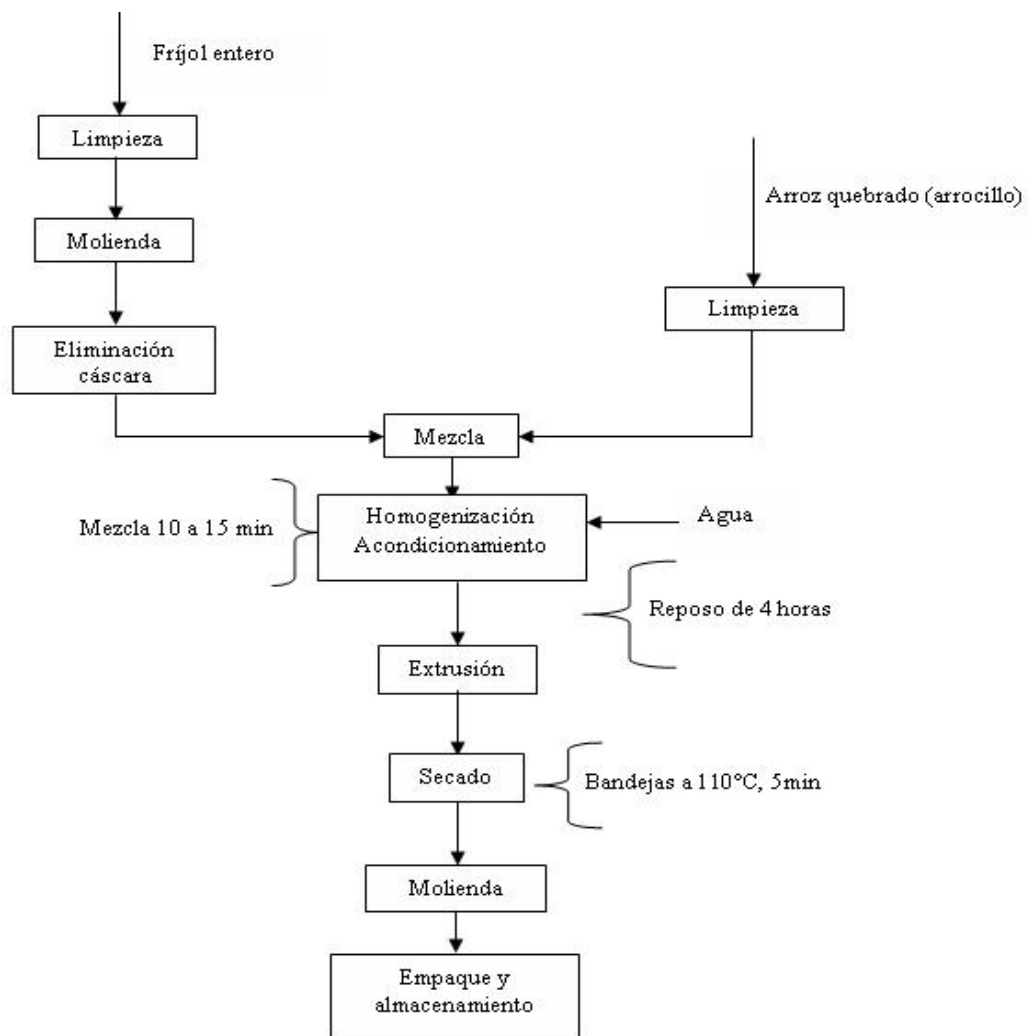 Fríjol entero
Limpieza
Arroz quebrado (arrocillo)
Molienda
Limpieza
Eliminación
cáscara
Mezcla
Mezcla 10 a 15 min
Homogenización
Acondicionamiento
Agua
Reposo de 4 horas
Extrusión
Secado
Bandejas a 110°C, 5min
Molienda
Empaque y
almacenamiento